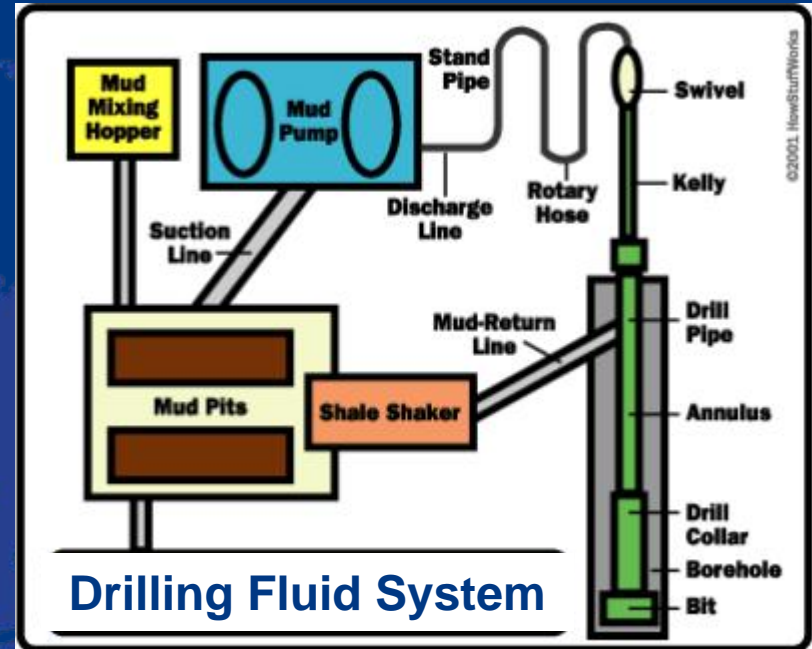 Mud
Mixing
Hopper
Mud
Pump
Stand
Pipe
Swivel
©2001 HowStuffWorks
Kelly
Discharge
Line
Rotary
Hose
Suction
Line
Mud-Return
Line
Drill
Pipe
Mud Pits
Shale Shaker
Annulus
Drill
Collar
Borehole
Bit
Drilling Fluid System